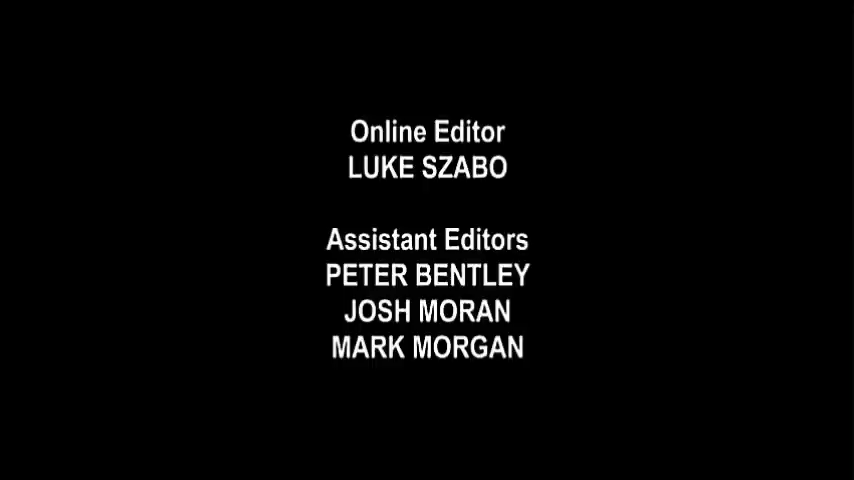 Online Editor
LUKE SZABO
Assistant Editors
PETER BENTLEY
JOSH MORAN
MARK MORGAN